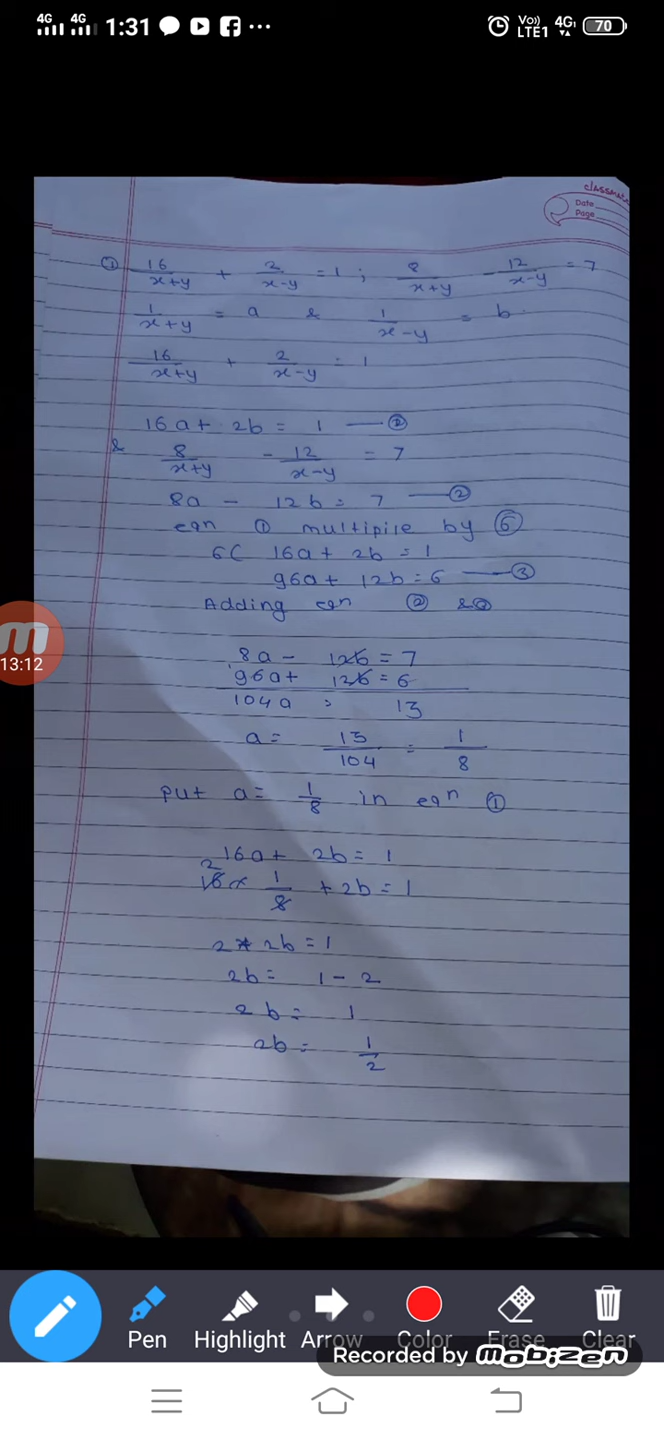 4G 4G 1:31 ... Vo)) LTE1 4G 70
classmate
Date
Page
① 16/(x+y) + 2/(x-y) = 1 ; 8/(x+y) - 12/(x-y) = 7
1/(x+y) = a & 1/(x-y) = b
16/(x+y) + 2/(x-y) = 1
16a + 2b = 1 —
& 8/(x+y) - 12/(x-y) = 7
8a - 12b = 7 — ②
eqn ① multipile by ⑥
6( 16a + 2b = 1
96a + 12b = 6 — ③
Adding eqn ② &
13:12
8a - 12b = 7
96a + 12b = 6
104a = 13
a = 13/104 = 1/8
put a = 1/8 in eqn ①
16a + 2b = 1
2
16 × 1/8 + 2b = 1
2 + 2b = 1
2b = 1 - 2
2b = 1
2b = 1/2
Pen Highlight Arrow Color Erase Clear
Recorded by mobizen